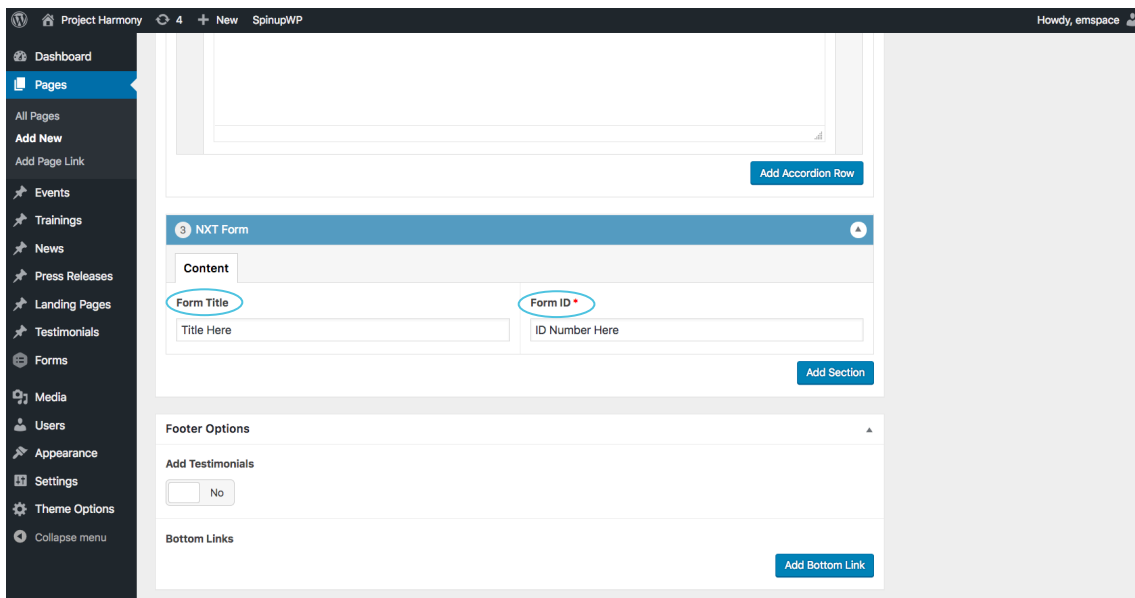 Project Harmony 4 New SpinupWP Howdy, emspace
Dashboard
Pages
All Pages
Add New
Add Page Link
Events
Trainings
News
Press Releases
Landing Pages
Testimonials
Forms
Media
Users
Appearance
Settings
Theme Options
Collapse menu
Add Accordion Row
3 NXT Form
Content
Form Title Form ID *
Title Here ID Number Here
Add Section
Footer Options
Add Testimonials
No
Bottom Links
Add Bottom Link